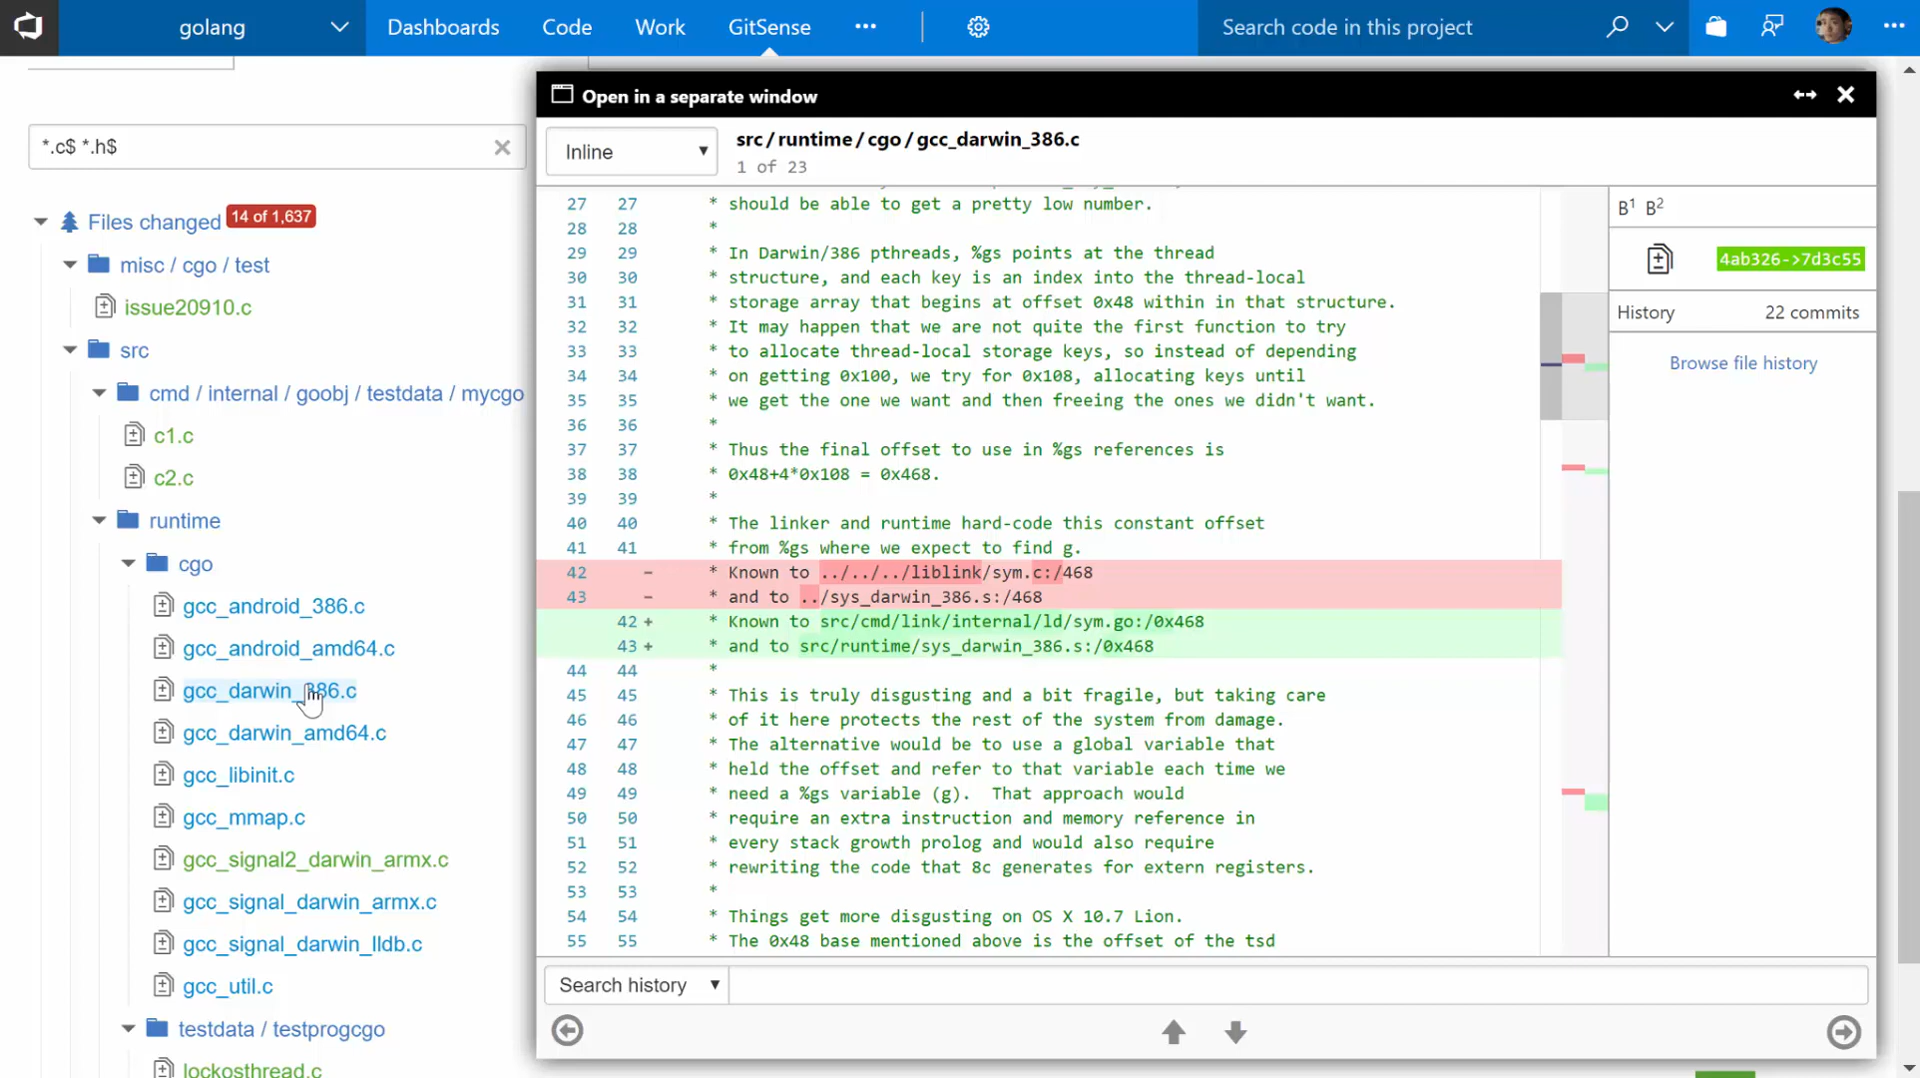 golang
Dashboards
Code
Work
GitSense
Search code in this project
*.c$ *.h$
Files changed 14 of 1,637
misc / cgo / test
issue20910.c
src
cmd / internal / goobj / testdata / mycgo
c1.c
c2.c
runtime
cgo
gcc_android_386.c
gcc_android_amd64.c
gcc_darwin_386.c
gcc_darwin_amd64.c
gcc_libinit.c
gcc_mmap.c
gcc_signal2_darwin_armx.c
gcc_signal_darwin_armx.c
gcc_signal_darwin_lldb.c
gcc_util.c
testdata / testprogcgo
lockosthread.c
Open in a separate window
Inline
src/runtime/cgo/gcc_darwin_386.c
1 of 23
27 27 * should be able to get a pretty low number.
28 28 *
29 29 * In Darwin/386 pthreads, %gs points at the thread
30 30 * structure, and each key is an index into the thread-local
31 31 * storage array that begins at offset 0x48 within in that structure.
32 32 * It may happen that we are not quite the first function to try
33 33 * to allocate thread-local storage keys, so instead of depending
34 34 * on getting 0x100, we try for 0x108, allocating keys until
35 35 * we get the one we want and then freeing the ones we didn't want.
36 36 *
37 37 * Thus the final offset to use in %gs references is
38 38 * 0x48+4*0x108 = 0x468.
39 39 *
40 40 * The linker and runtime hard-code this constant offset
41 41 * from %gs where we expect to find g.
42 - * Known to ../../../liblink/sym.c:/468
43 - * and to ../sys_darwin_386.s:/468
42 + * Known to src/cmd/link/internal/ld/sym.go:/0x468
43 + * and to src/runtime/sys_darwin_386.s:/0x468
44 44 *
45 45 * This is truly disgusting and a bit fragile, but taking care
46 46 * of it here protects the rest of the system from damage.
47 47 * The alternative would be to use a global variable that
48 48 * held the offset and refer to that variable each time we
49 49 * need a %gs variable (g).  That approach would
50 50 * require an extra instruction and memory reference in
51 51 * every stack growth prolog and would also require
52 52 * rewriting the code that 8c generates for extern registers.
53 53 *
54 54 * Things get more disgusting on OS X 10.7 Lion.
55 55 * The 0x48 base mentioned above is the offset of the tsd
B1 B2
4ab326->7d3c55
History 22 commits
Browse file history
Search history